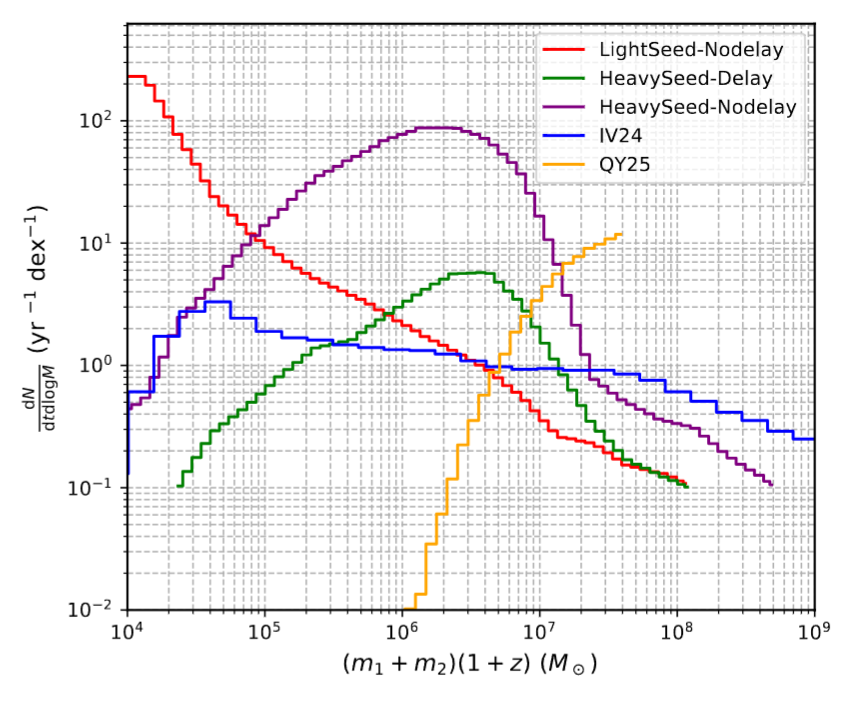 LightSeed-Nodelay
HeavySeed-Delay
HeavySeed-Nodelay
IV24
QY25
10²
10¹
10⁰
10⁻¹
10⁻²
dN/dtdlogM (yr⁻¹ dex⁻¹)
10⁴ 10⁵ 10⁶ 10⁷ 10⁸ 10⁹
(m₁ + m₂)(1 + z) (M⊙)